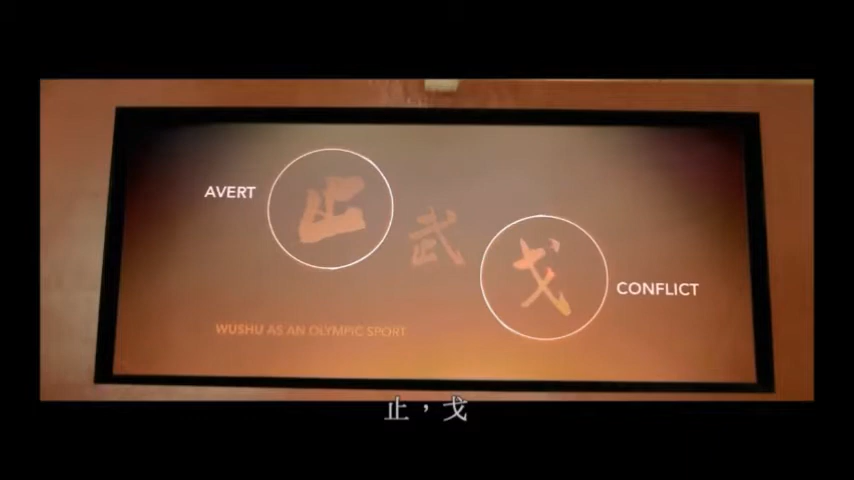 AVERT 止
武
戈 CONFLICT
WUSHU AS AN OLYMPIC SPORT
止，戈